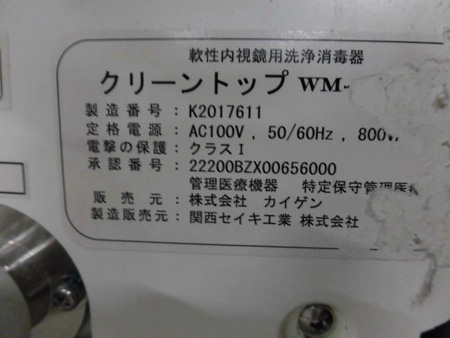 軟性内視鏡用洗浄消毒器
クリーントップ WM-
製造番号 : K2017611
定格電源 : AC100V , 50/60Hz , 800V
電撃の保護: クラス I
承認番号 : 22200BZX00656000
管理医療機器 特定保守管理医療
販売元 : 株式会社 カイゲン
製造販売元: 関西セイキ工業 株式会社